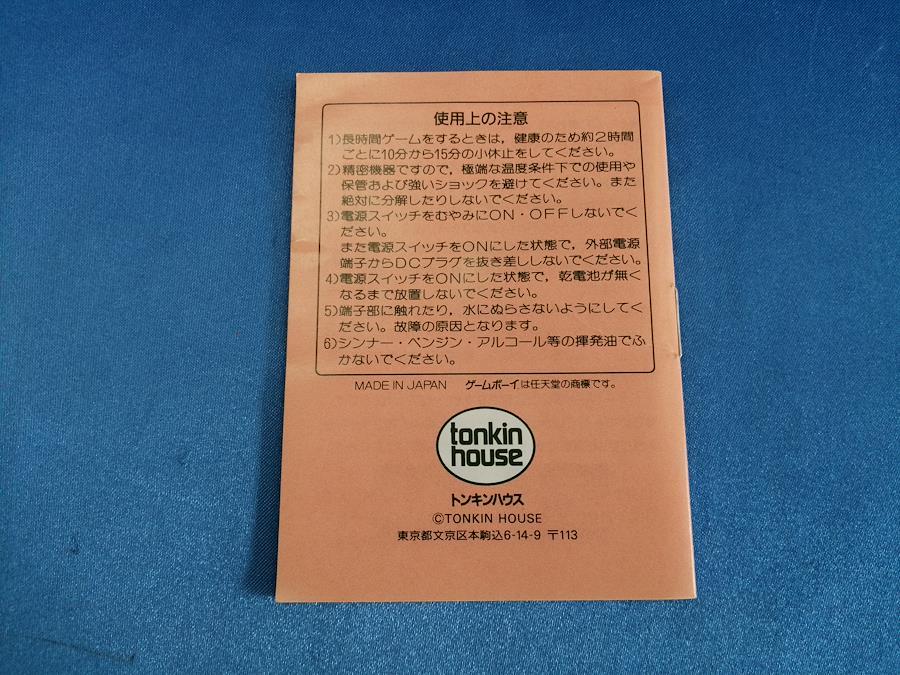 使用上の注意
1)長時間ゲームをするときは，健康のため約2時間
ごとに10分から15分の小休止をしてください。
2)精密機器ですので，極端な温度条件下での使用や
保管および強いショックを避けてください。また
絶対に分解したりしないでください。
3)電源スイッチをむやみにON・OFFしないでく
ださい。
また電源スイッチをONにした状態で，外部電源
端子からDCプラグを抜き差ししないでください。
4)電源スイッチをONにした状態で，乾電池が無く
なるまで放置しないでください。
5)端子部に触れたり，水にぬらさないようにしてく
ださい。故障の原因となります。
6)シンナー・ベンジン・アルコール等の揮発油でふ
かないでください。
MADE IN JAPAN ゲームボーイは任天堂の商標です。
tonkin
house
トンキンハウス
©TONKIN HOUSE
東京都文京区本駒込6-14-9 〒113